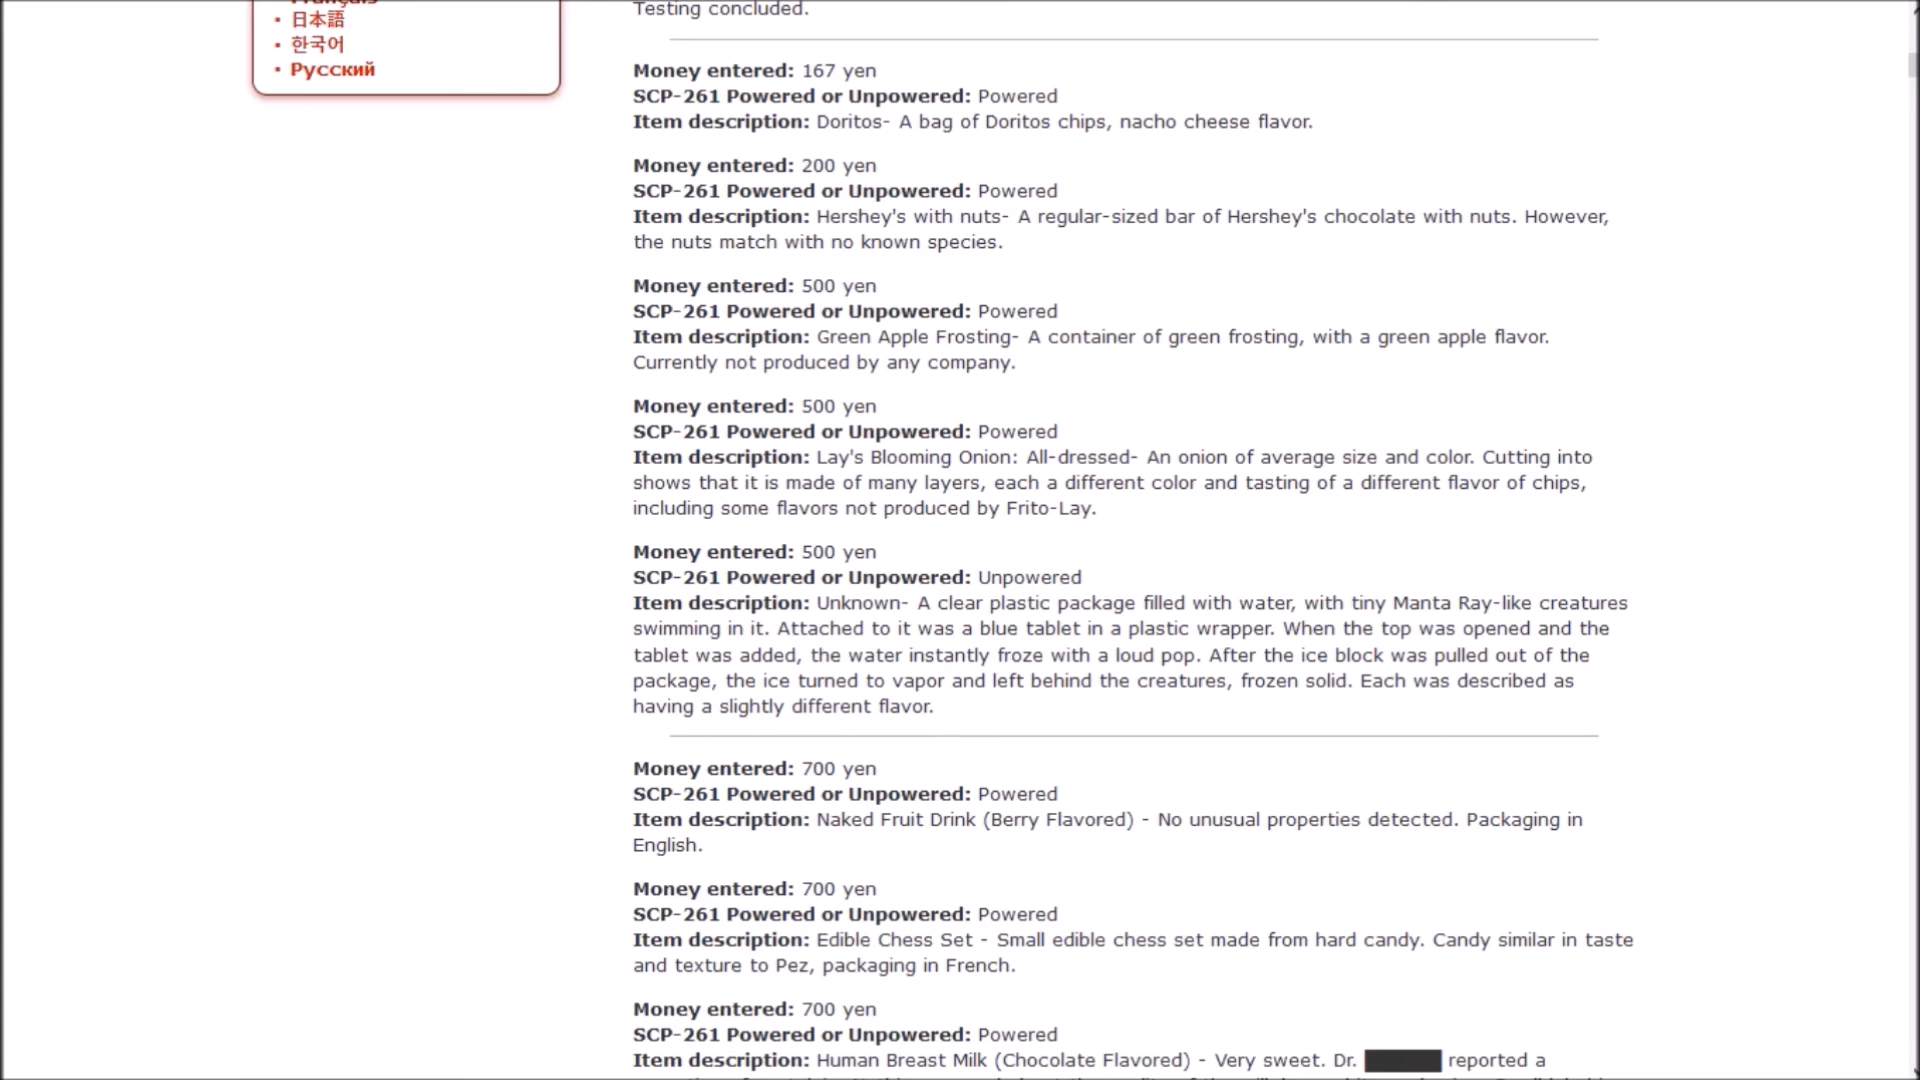 Français
• 日本語
• 한국어
• Русский
Testing concluded.
Money entered: 167 yen
SCP-261 Powered or Unpowered: Powered
Item description: Doritos- A bag of Doritos chips, nacho cheese flavor.
Money entered: 200 yen
SCP-261 Powered or Unpowered: Powered
Item description: Hershey's with nuts- A regular-sized bar of Hershey's chocolate with nuts. However,
the nuts match with no known species.
Money entered: 500 yen
SCP-261 Powered or Unpowered: Powered
Item description: Green Apple Frosting- A container of green frosting, with a green apple flavor.
Currently not produced by any company.
Money entered: 500 yen
SCP-261 Powered or Unpowered: Powered
Item description: Lay's Blooming Onion: All-dressed- An onion of average size and color. Cutting into
shows that it is made of many layers, each a different color and tasting of a different flavor of chips,
including some flavors not produced by Frito-Lay.
Money entered: 500 yen
SCP-261 Powered or Unpowered: Unpowered
Item description: Unknown- A clear plastic package filled with water, with tiny Manta Ray-like creatures
swimming in it. Attached to it was a blue tablet in a plastic wrapper. When the top was opened and the
tablet was added, the water instantly froze with a loud pop. After the ice block was pulled out of the
package, the ice turned to vapor and left behind the creatures, frozen solid. Each was described as
having a slightly different flavor.
Money entered: 700 yen
SCP-261 Powered or Unpowered: Powered
Item description: Naked Fruit Drink (Berry Flavored) - No unusual properties detected. Packaging in
English.
Money entered: 700 yen
SCP-261 Powered or Unpowered: Powered
Item description: Edible Chess Set - Small edible chess set made from hard candy. Candy similar in taste
and texture to Pez, packaging in French.
Money entered: 700 yen
SCP-261 Powered or Unpowered: Powered
Item description: Human Breast Milk (Chocolate Flavored) - Very sweet. Dr. ██████ reported a